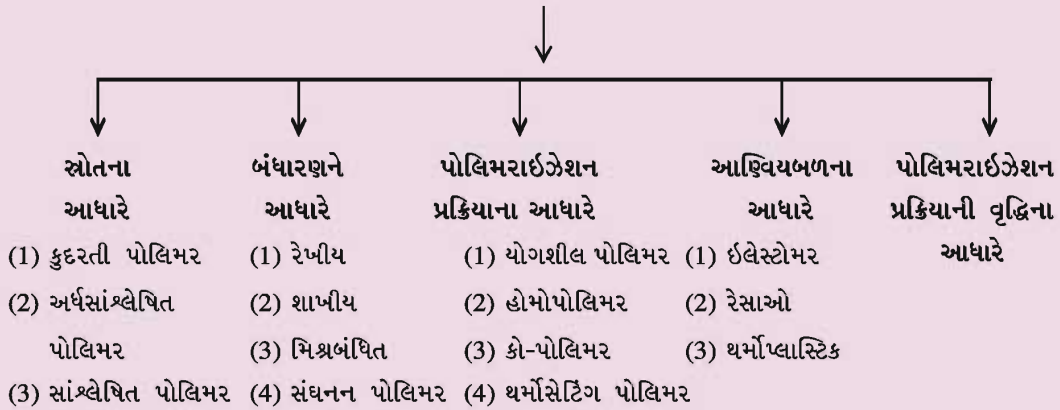 સ્રોતના
આધારે
(1) કુદરતી પોલિમર
(2) અર્ધસાંશ્લેષિત
પોલિમર
(3) સાંશ્લેષિત પોલિમર
બંધારણને
આધારે
(1) રેખીય
(2) શાખીય
(3) મિશ્રબંધિત
(4) સંઘનન પોલિમર
પોલિમરાઇઝેશન
પ્રક્રિયાના આધારે
(1) યોગશીલ પોલિમર
(2) હોમોપોલિમર
(3) કો-પોલિમર
(4) થર્મોસેટિંગ પોલિમર
આણ્વિયબળના
આધારે
(1) ઇલેસ્ટોમર
(2) રેસાઓ
(3) થર્મોપ્લાસ્ટિક
પોલિમરાઇઝેશન
પ્રક્રિયાની વૃદ્ધિના
આધારે